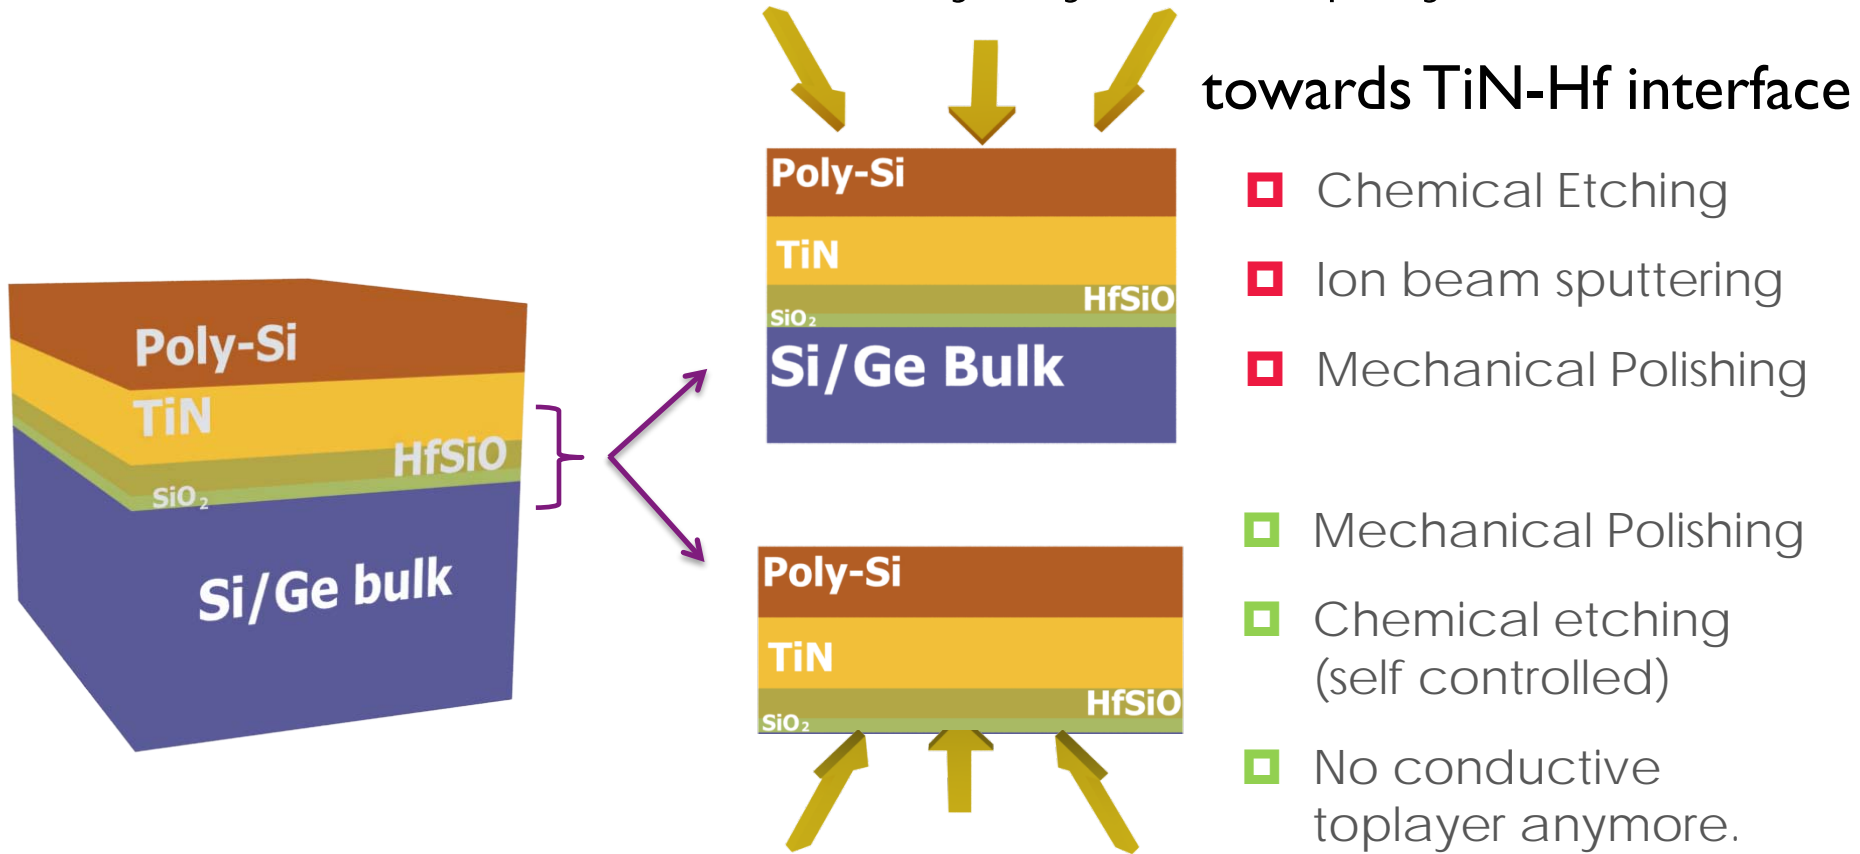 towards TiN-Hf interface
Poly-Si
TiN
HfSiO
SiO2
Si/Ge bulk
Poly-Si
TiN
HfSiO
SiO2
Si/Ge Bulk
Chemical Etching
Ion beam sputtering
Mechanical Polishing
Poly-Si
TiN
HfSiO
SiO2
Mechanical Polishing
Chemical etching
(self controlled)
No conductive
toplayer anymore.